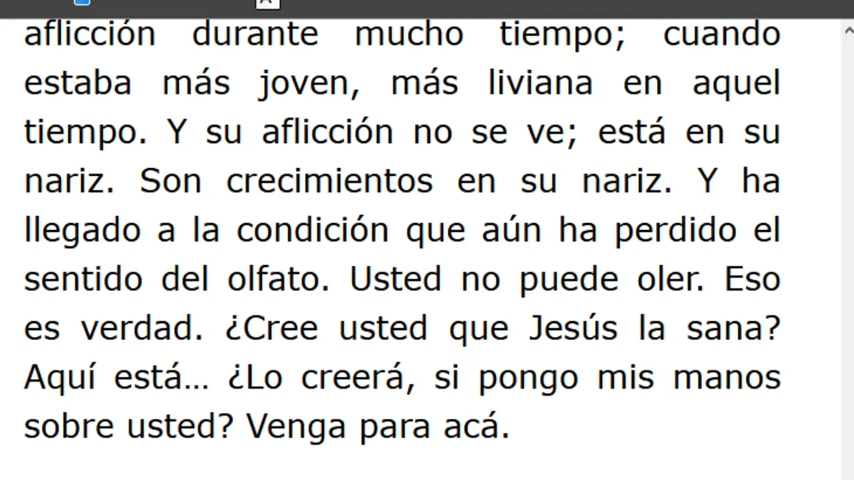 aflicción durante mucho tiempo; cuando
estaba más joven, más liviana en aquel
tiempo. Y su aflicción no se ve; está en su
nariz. Son crecimientos en su nariz. Y ha
llegado a la condición que aún ha perdido el
sentido del olfato. Usted no puede oler. Eso
es verdad. ¿Cree usted que Jesús la sana?
Aquí está… ¿Lo creerá, si pongo mis manos
sobre usted? Venga para acá.